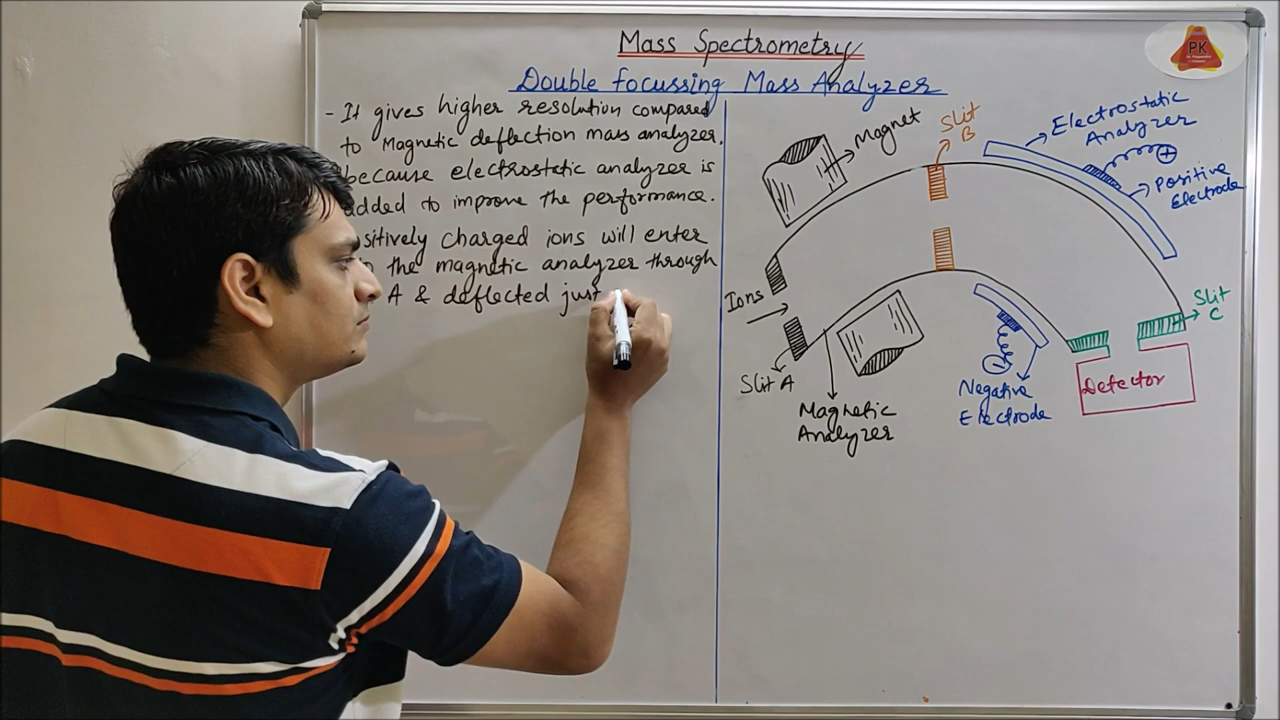 Mass Spectrometry
Double focussing Mass Analyzer
- It gives higher resolution compared
to Magnetic deflection mass analyzer.
because electrostatic analyzer is
added to improve the performance.
ositively charged ions will enter
the magnetic analyzer through
A & deflected just
Magnet
Slit
B
Electrostatic
Analyzer
+
Positive
Electrode
Ions
Slit A
Magnetic
Analyzer
-
Negative
Electrode
Slit
C
Detector
PK